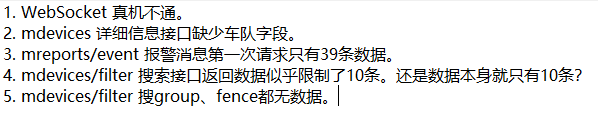 1. WebSocket 真机不通。
2. mdevices 详细信息接口缺少车队字段。
3. mreports/event 报警消息第一次请求只有39条数据。
4. mdevices/filter 搜索接口返回数据似乎限制了10条。还是数据本身就只有10条?
5. mdevices/filter 搜group、fence都无数据。